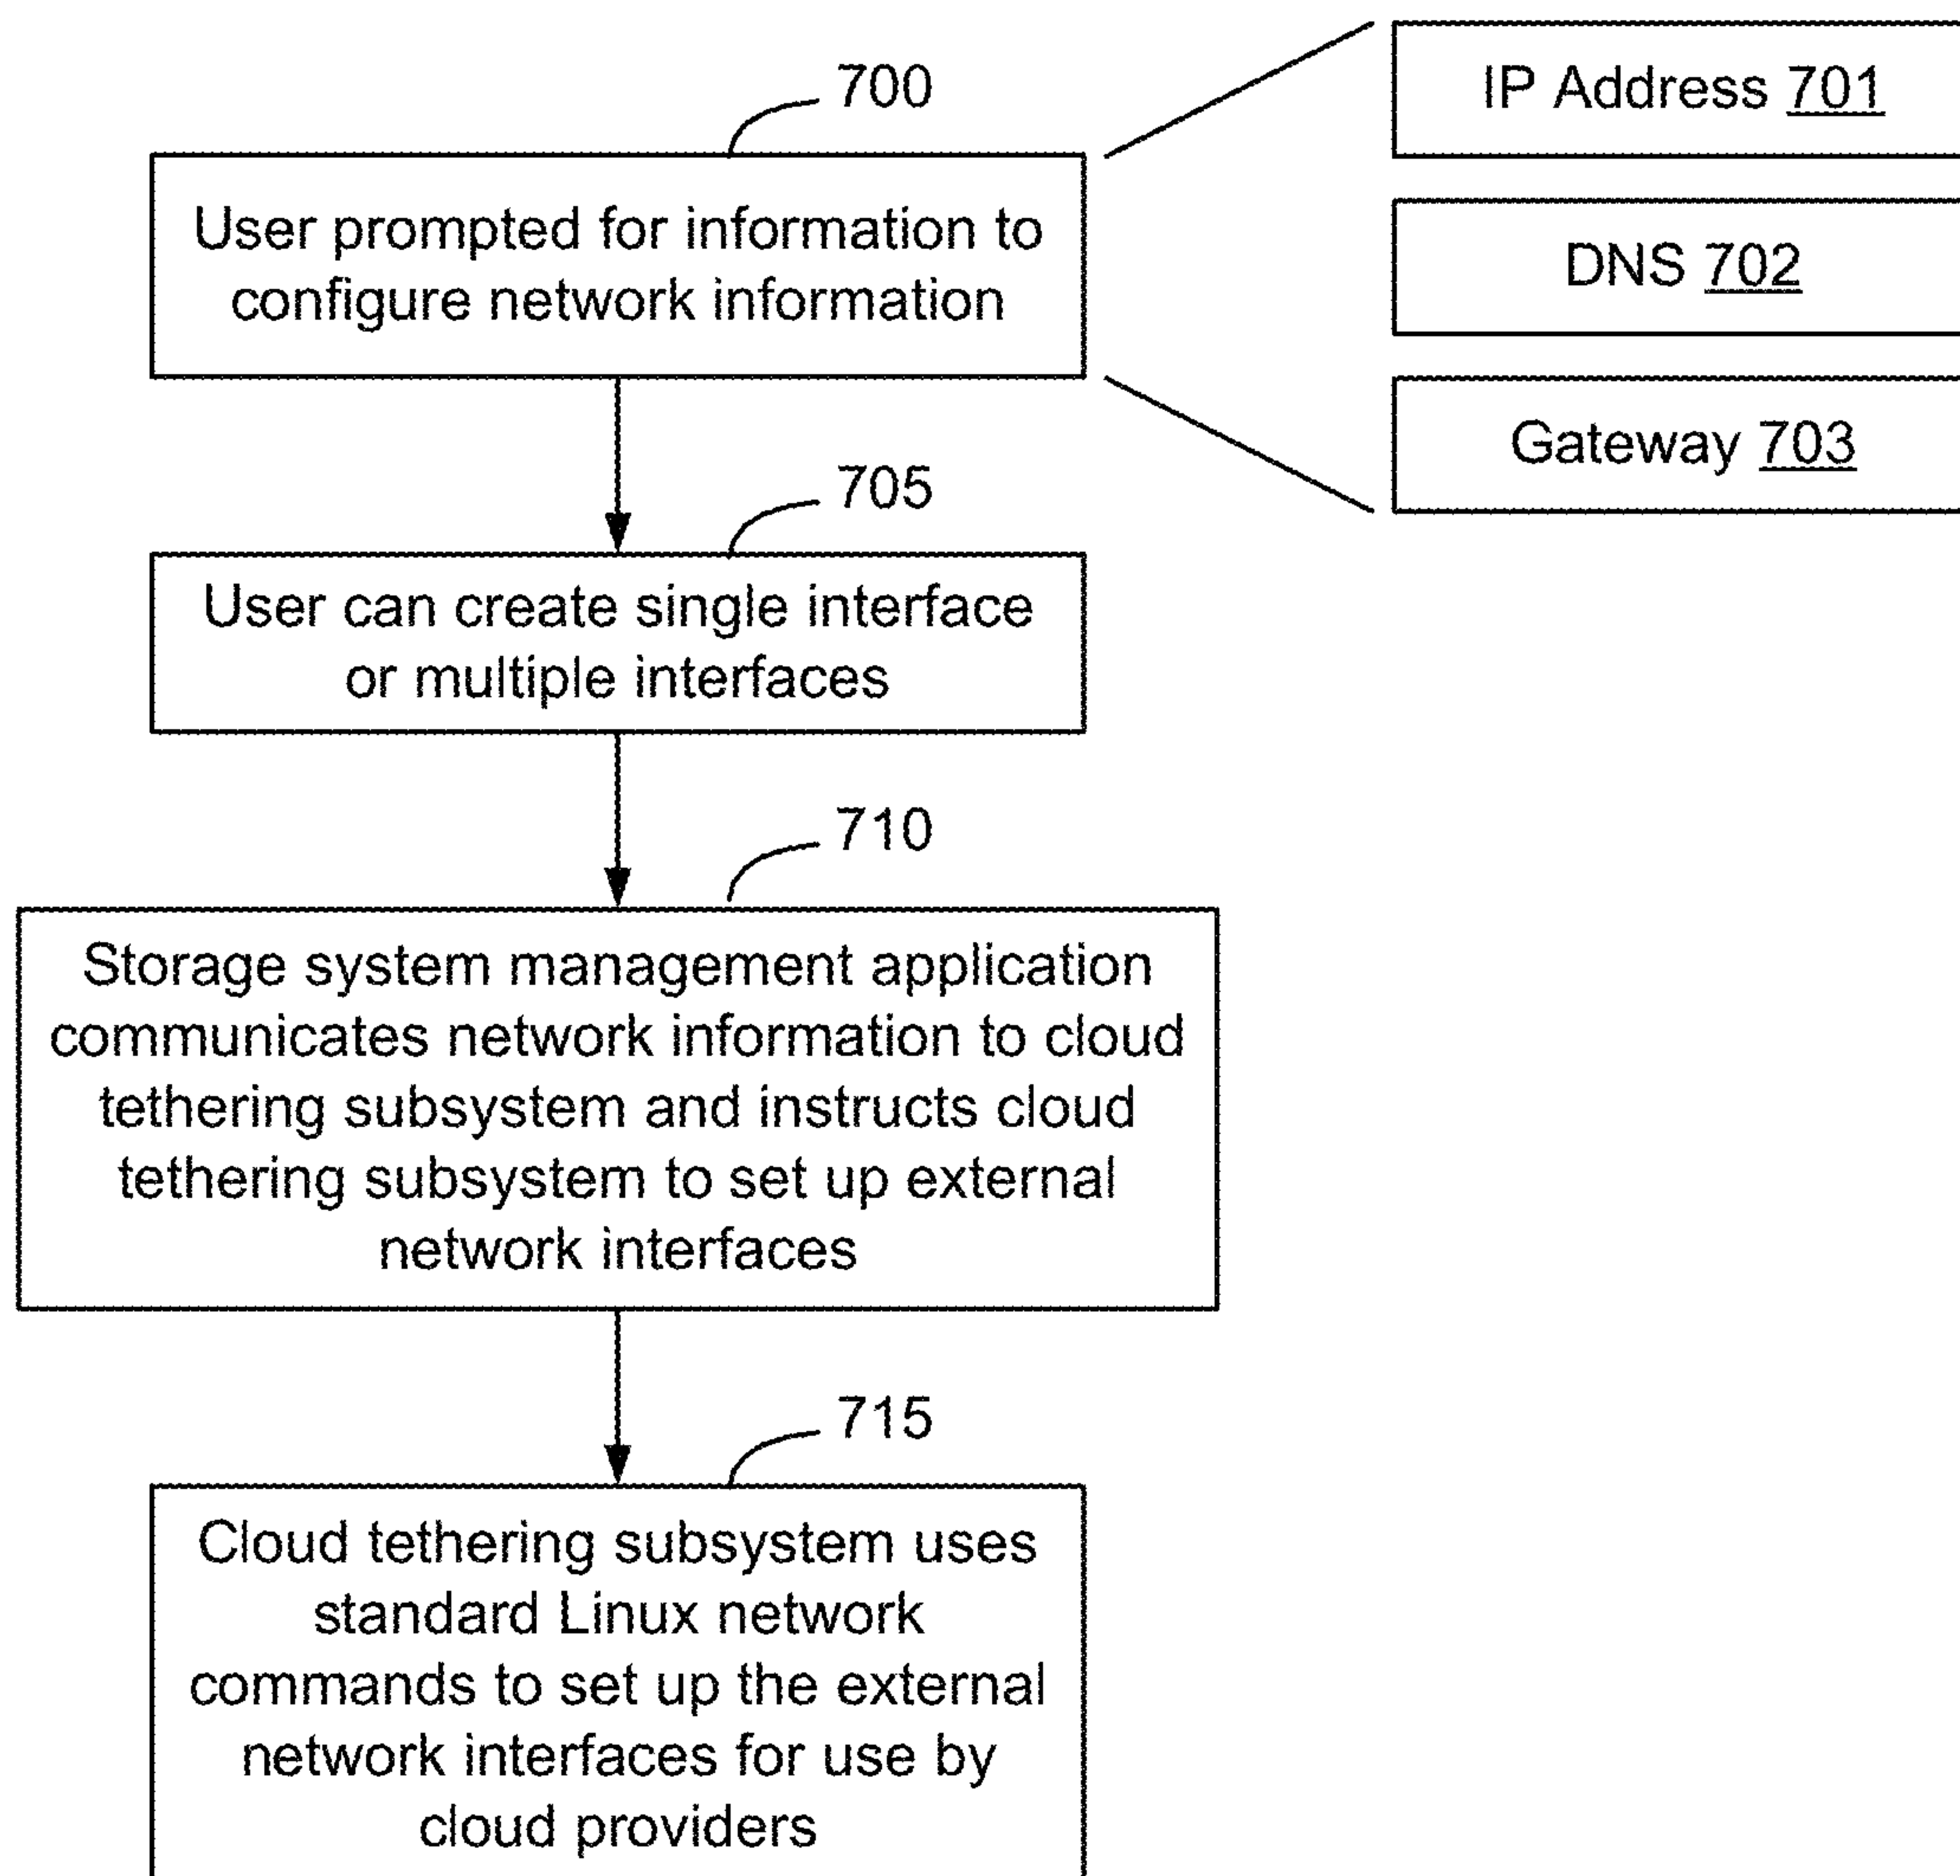 700
User prompted for information to
configure network information
IP Address 701
DNS 702
Gateway 703
705
User can create single interface
or multiple interfaces
710
Storage system management application
communicates network information to cloud
tethering subsystem and instructs cloud
tethering subsystem to set up external
network interfaces
715
Cloud tethering subsystem uses
standard Linux network
commands to set up the external
network interfaces for use by
cloud providers